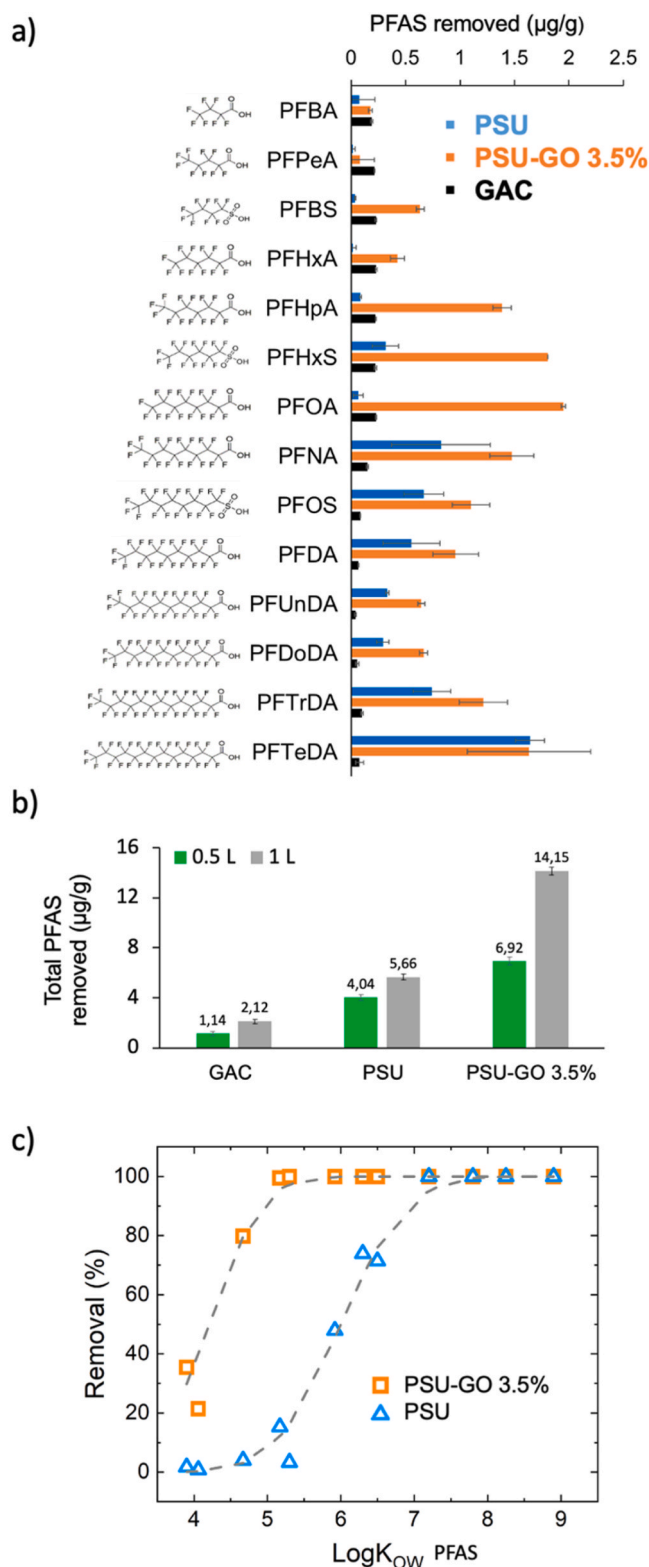 a)
PFAS removed (µg/g)
0 0.5 1 1.5 2 2.5
PFBA
PSU
PFPeA
PSU-GO 3.5%
GAC
PFBS
PFHxA
PFHpA
PFHxS
PFOA
PFNA
PFOS
PFDA
PFUnDA
PFDoDA
PFTrDA
PFTeDA
b)
Total PFAS
removed (µg/g)
16
12
8
4
0
0.5 L
1 L
1,14
2,12
4,04
5,66
6,92
14,15
GAC PSU PSU-GO 3.5%
c)
Removal (%)
100
80
60
40
20
0
PSU-GO 3.5%
PSU
4 5 6 7 8 9
LogKOW PFAS